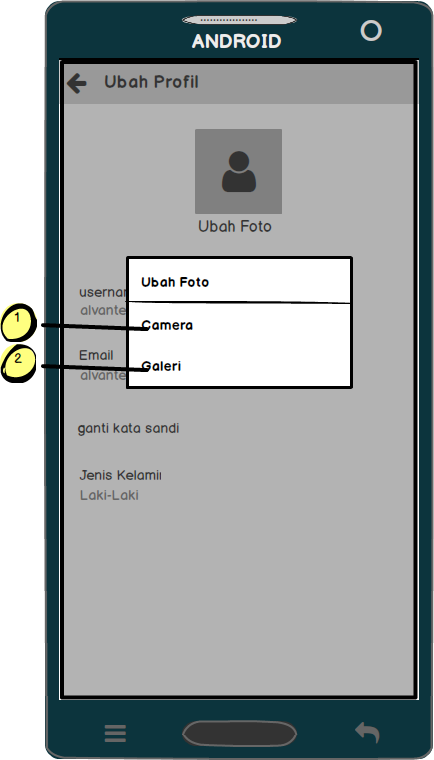 ANDROID
Ubah Profil
Ubah Foto
Ubah Foto
alvante
1
Camera
Email
2
Galeri
alvante
ganti kata sandi
Jenis Kelamin
Laki-Laki